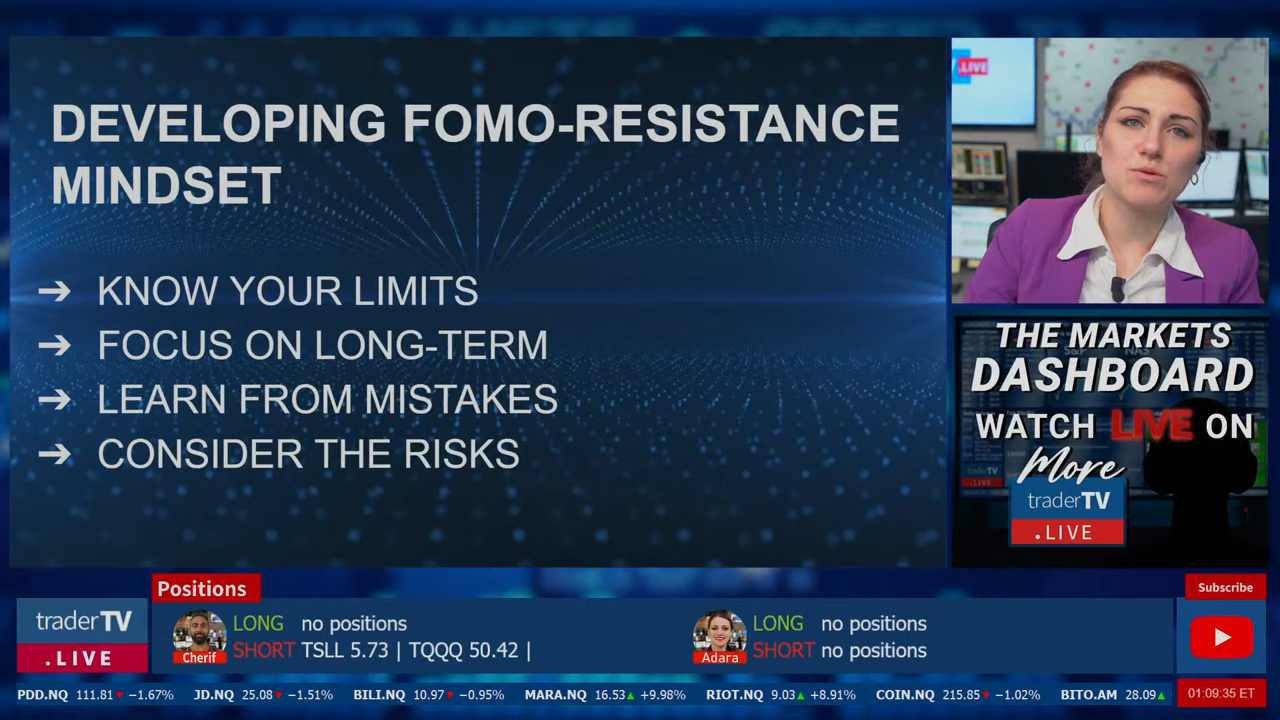 DEVELOPING FOMO-RESISTANCE
MINDSET
➔ KNOW YOUR LIMITS
➔ FOCUS ON LONG-TERM
➔ LEARN FROM MISTAKES
➔ CONSIDER THE RISKS
.LIVE
THE MARKETS
DASHBOARD
WATCH LIVE ON
More
traderTV
.LIVE
Positions
Subscribe
traderTV
.LIVE
Cherif
LONG no positions
SHORT TSLL 5.73 | TQQQ 50.42 |
Adara
LONG no positions
SHORT no positions
PDD.NQ 111.81▼ −1.67% JD.NQ 25.08▼ −1.51% BILI.NQ 10.97▼ −0.95% MARA.NQ 16.53▲ +9.98% RIOT.NQ 9.03▲ +8.91% COIN.NQ 215.85▼ −1.02% BITO.AM 28.09▲
01:09:35 ET